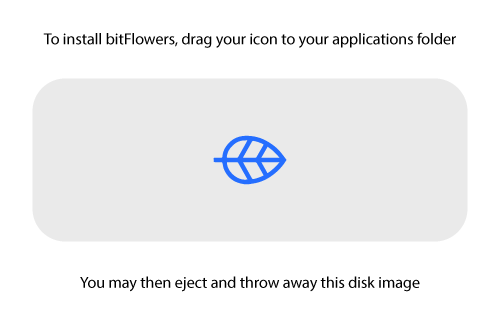 To install bitFlowers, drag your icon to your applications folder
You may then eject and throw away this disk image